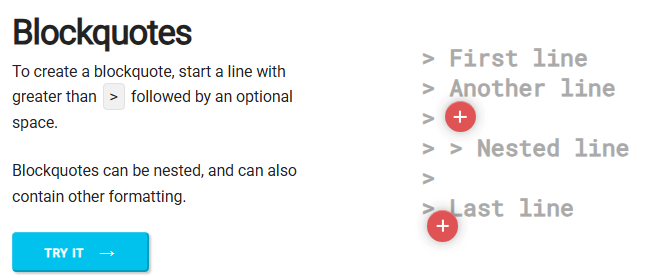 Blockquotes
To create a blockquote, start a line with
greater than > followed by an optional
space.
Blockquotes can be nested, and can also
contain other formatting.
TRY IT →
> First line
> Another line
> +
> > Nested line
>
> Last line
+